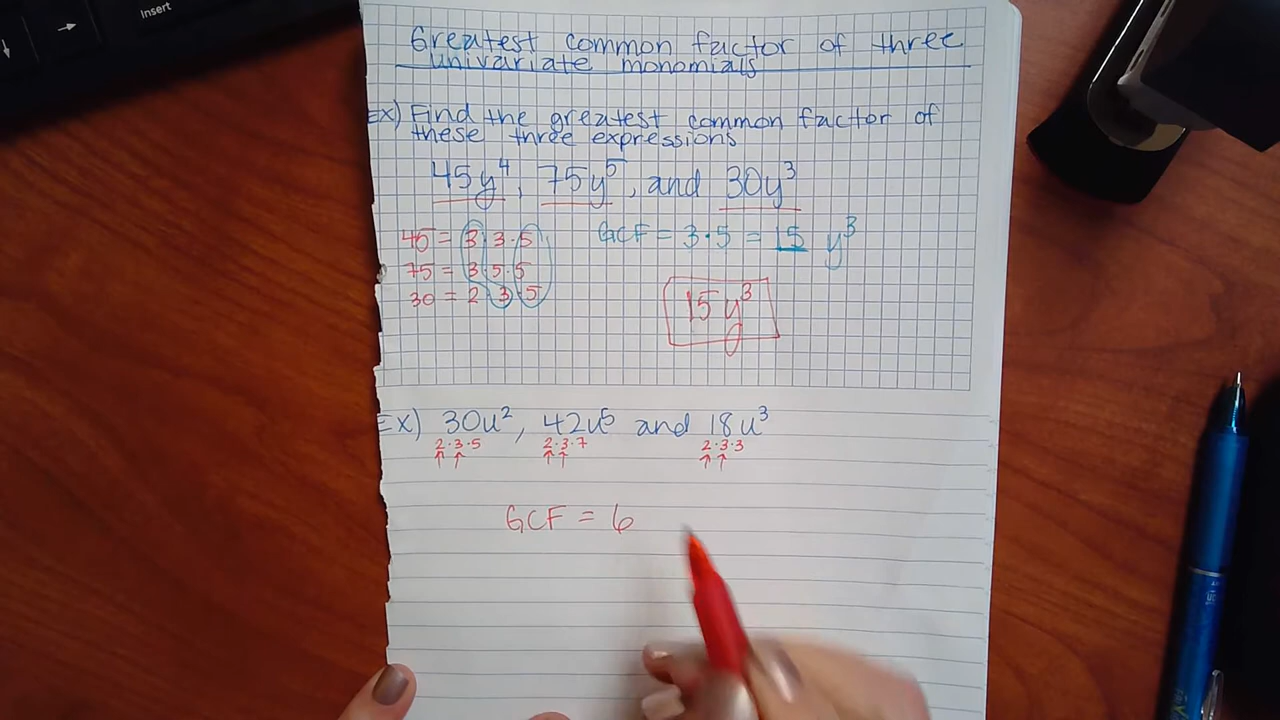 Insert
Greatest common factor of three
univariate monomials
EX) Find the greatest common factor of
these three expressions
45y⁴, 75y⁵, and 30y³
45 = 3·3·5
GCF = 3·5 = 15 y³
75 = 3·5·5
30 = 2·3·5
15y³
EX) 30u², 42u⁵ and 18u³
2·3·5 2·3·7 2·3·3
↑ ↑ ↑ ↑ ↑ ↑
GCF = 6